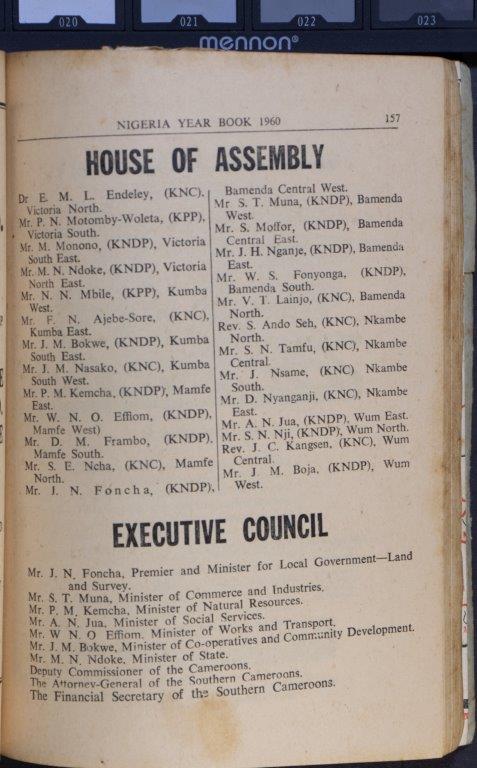 020
021
022
023
mennon®
NIGERIA YEAR BOOK 1960
157
HOUSE OF ASSEMBLY
Dr E. M. L. Endeley, (KNC).
Victoria North.
Mr. P. N. Motomby-Woleta, (KPP),
Victoria South.
Mr. M. Monono, (KNDP), Victoria
South East.
Mr. M. N. Ndoke, (KNDP), Victoria
North East.
Mr. N. N. Mbile, (KPP), Kumba
West.
Mr. F. N. Ajebe-Sore, (KNC),
Kumba East.
Mr. J. M. Bokwe, (KNDP), Kumba
South East.
Mr. J. M. Nasako, (KNC), Kumba
South West.
Mr. P. M. Kemcha, (KNDP), Mamfe
East.
Mr. W. N. O. Effiom, (KNDP),
Mamfe West)
Mr. D. M. Frambo, (KNDP).
Mamfe South.
Mr. S. E. Ncha, (KNC), Mamfe
North.
Mr. J. N. Foncha, (KNDP),
Bamenda Central West.
Mr S. T. Muna, (KNDP), Bamenda
West.
Mr. S. Moffor, (KNDP), Bamenda
Central East.
Mr. J. H. Nganje, (KNDP), Bamenda
East.
Mr. W. S. Fonyonga, (KNDP),
Bamenda South.
Mr. V. T. Lainjo, (KNC), Bamenda
North.
Rev. S. Ando Seh, (KNC), Nkambe
North.
Mr. S. N. Tamfu, (KNC), Nkambe
Central.
Mr. J. Nsame, (KNC) Nkambe
South.
Mr. D. Nyanganji, (KNC), Nkambe
East.
Mr. A. N. Jua, (KNDP), Wum East.
Mr. S. N. Nji, (KNDP), Wum North.
Rev. J. C. Kangsen, (KNC), Wum
Central.
Mr. J. M. Boja, (KNDP), Wum
West.
EXECUTIVE COUNCIL
Mr. J. N. Foncha, Premier and Minister for Local Government—Land
and Survey.
Mr. S. T. Muna, Minister of Commerce and Industries.
Mr. P. M. Kemcha, Minister of Natural Resources.
Mr. A. N. Jua, Minister of Social Services.
Mr. W N. O Effiom, Minister of Works and Transport.
Mr. J. M. Bokwe, Minister of Co-operatives and Community Development.
Mr. M. N. Ndoke, Minister of State.
Deputy Commissioner of the Cameroons.
The Attorney-General of the Southern Cameroons.
The Financial Secretary of the Southern Cameroons.